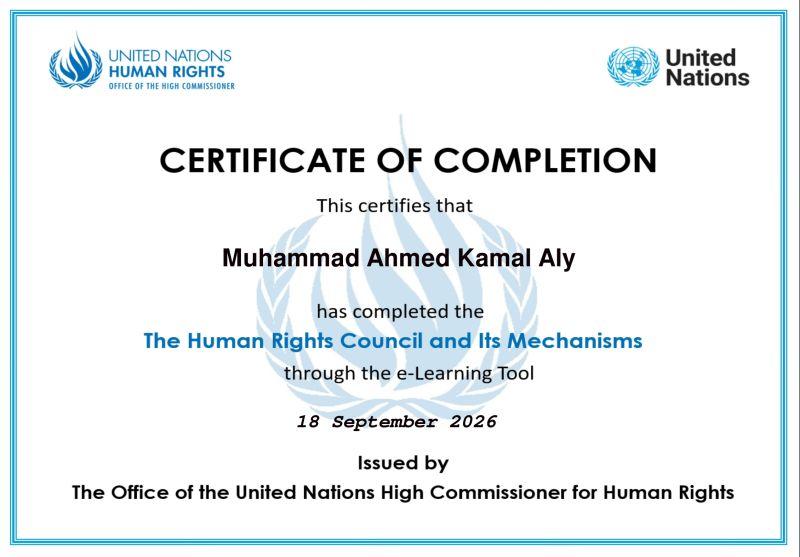 UNITED NATIONS
HUMAN RIGHTS
OFFICE OF THE HIGH COMMISSIONER
United
Nations
CERTIFICATE OF COMPLETION
This certifies that
Muhammad Ahmed Kamal Aly
has completed the
The Human Rights Council and Its Mechanisms
through the e-Learning Tool
18 September 2026
Issued by
The Office of the United Nations High Commissioner for Human Rights